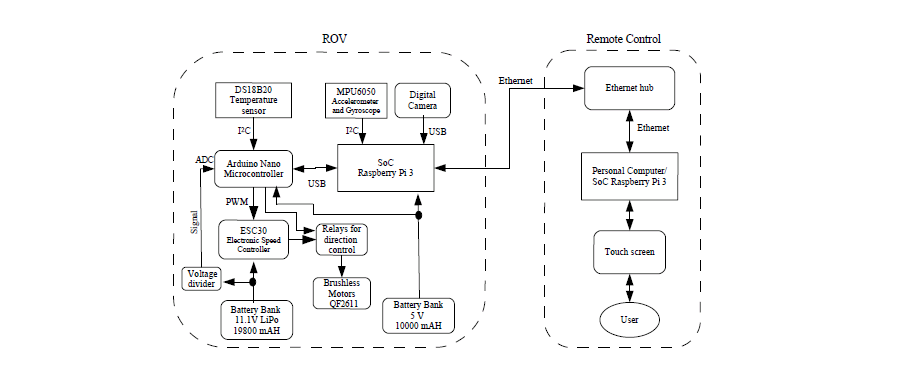 ROV
Remote Control
DS18B20
Temperature
sensor
MPU6050
Accelerometer
and Gyroscope
Digital
Camera
Ethernet
Ethernet hub
I²C
I²C
USB
Ethernet
ADC
Arduino Nano
Microcontroller
USB
SoC
Raspberry Pi 3
Personal Computer/
SoC Raspberry Pi 3
PWM
Signal
ESC30
Electronic Speed
Controller
Relays for
direction
control
Touch screen
Voltage
divider
Brushless
Motors
QF2611
Battery Bank
11.1V LiPo
19800 mAH
Battery Bank
5 V
10000 mAH
User